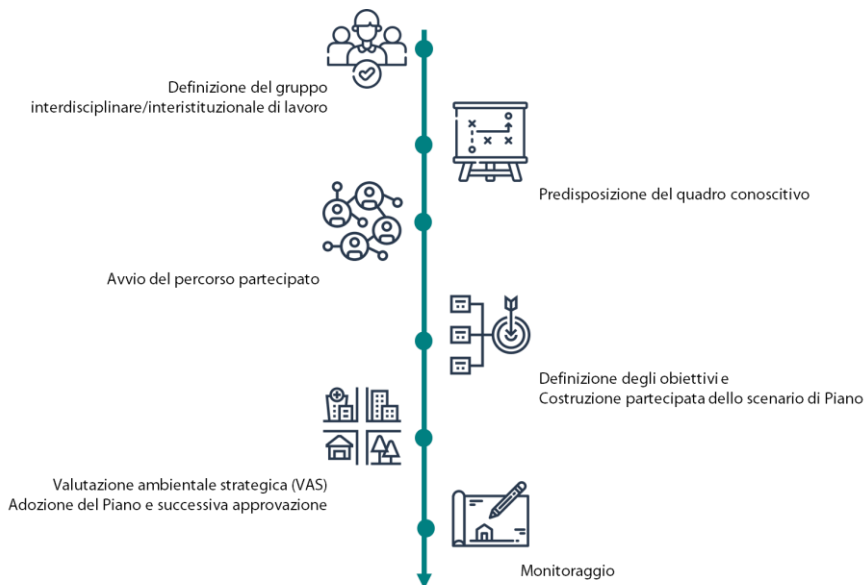 Definizione del gruppo
interdisciplinare/interistituzionale di lavoro
Predisposizione del quadro conoscitivo
Avvio del percorso partecipato
Definizione degli obiettivi e
Costruzione partecipata dello scenario di Piano
Valutazione ambientale strategica (VAS)
Adozione del Piano e successiva approvazione
Monitoraggio